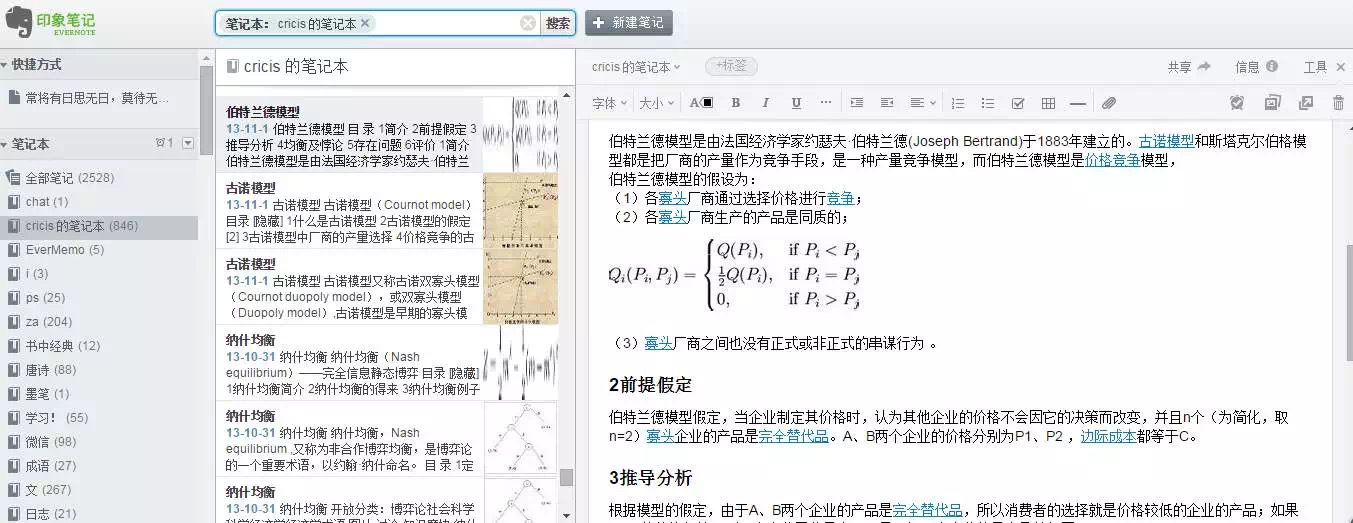 印象笔记
EVERNOTE
笔记本: cricis的笔记本 ×
搜索
+ 新建笔记
快捷方式
常将有日思无日，莫待无...
笔记本
1
全部笔记 (2528)
chat (1)
cricis的笔记本 (846)
EverMemo (5)
i (3)
ps (25)
za (204)
书中经典 (12)
唐诗 (88)
墨笔 (1)
学习！ (55)
微信 (98)
成语 (27)
文 (267)
日志 (21)
cricis 的笔记本
伯特兰德模型
13-11-1 伯特兰德模型 目 录 1简介 2前提假定 3
推导分析 4均衡及悖论 5存在问题 6评价 1简介
伯特兰德模型是由法国经济学家约瑟夫·伯特兰
古诺模型
13-11-1 古诺模型 古诺模型（Cournot model）
目录 [隐藏] 1什么是古诺模型 2古诺模型的假定
[2] 3古诺模型中厂商的产量选择 4价格竞争的古
古诺模型
13-11-1 古诺模型 古诺模型又称古诺双寡头模型
（Cournot duopoly model），或双寡头模型
（Duopoly model）,古诺模型是早期的寡头模
纳什均衡
13-10-31 纳什均衡 纳什均衡（Nash
equilibrium）——完全信息静态博弈 目录 [隐藏]
1纳什均衡简介 2纳什均衡的得来 3纳什均衡例子
纳什均衡
13-10-31 纳什均衡 纳什均衡，Nash
equilibrium ,又称为非合作博弈均衡，是博弈论
的一个重要术语，以约翰·纳什命名。 目 录 1定
纳什均衡
13-10-31 纳什均衡 开放分类：博弈论社会科学
cricis的笔记本
+标签
共享
信息
工具 ×
字体 大小 A B I U ...
伯特兰德模型是由法国经济学家约瑟夫·伯特兰德(Joseph Bertrand)于1883年建立的。古诺模型和斯塔克尔伯格模
型都是把厂商的产量作为竞争手段，是一种产量竞争模型，而伯特兰德模型是价格竞争模型，
伯特兰德模型的假设为：
（1）各寡头厂商通过选择价格进行竞争；
（2）各寡头厂商生产的产品是同质的；
Q(Pi), if Pi < Pj
Qi(Pi, Pj) = { ½Q(Pi), if Pi = Pj
0, if Pi > Pj
（3）寡头厂商之间也没有正式或非正式的串谋行为 。
2前提假定
伯特兰德模型假定，当企业制定其价格时，认为其他企业的价格不会因它的决策而改变，并且n个（为简化，取
n=2）寡头企业的产品是完全替代品。A、B两个企业的价格分别为P1、P2 ，边际成本都等于C。
3推导分析
根据模型的假定，由于A、B两个企业的产品是完全替代品，所以消费者的选择就是价格较低的企业的产品；如果